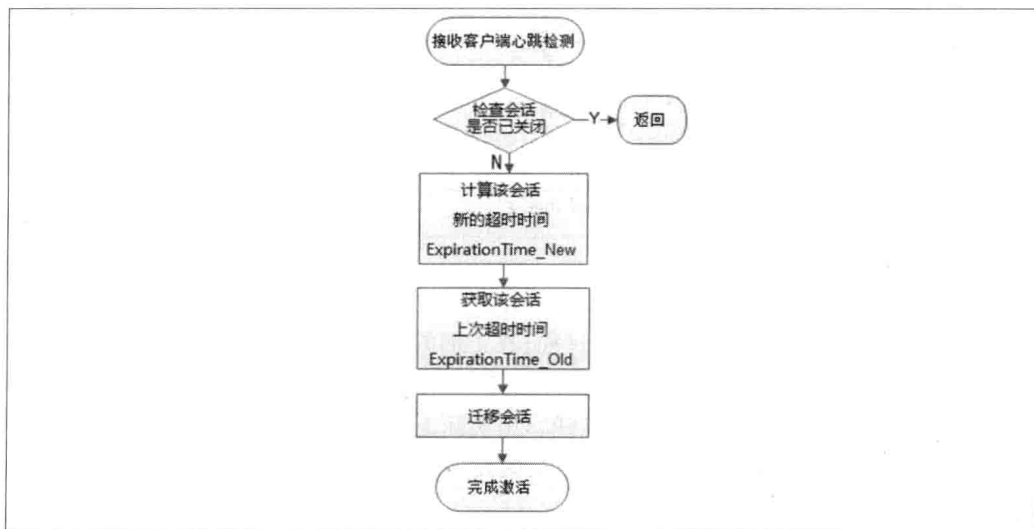 接收客户端心跳检测
检查会话
是否已关闭
Y
返回
N
计算该会话
新的超时时间
ExpirationTime_New
获取该会话
上次超时时间
ExpirationTime_Old
迁移会话
完成激活